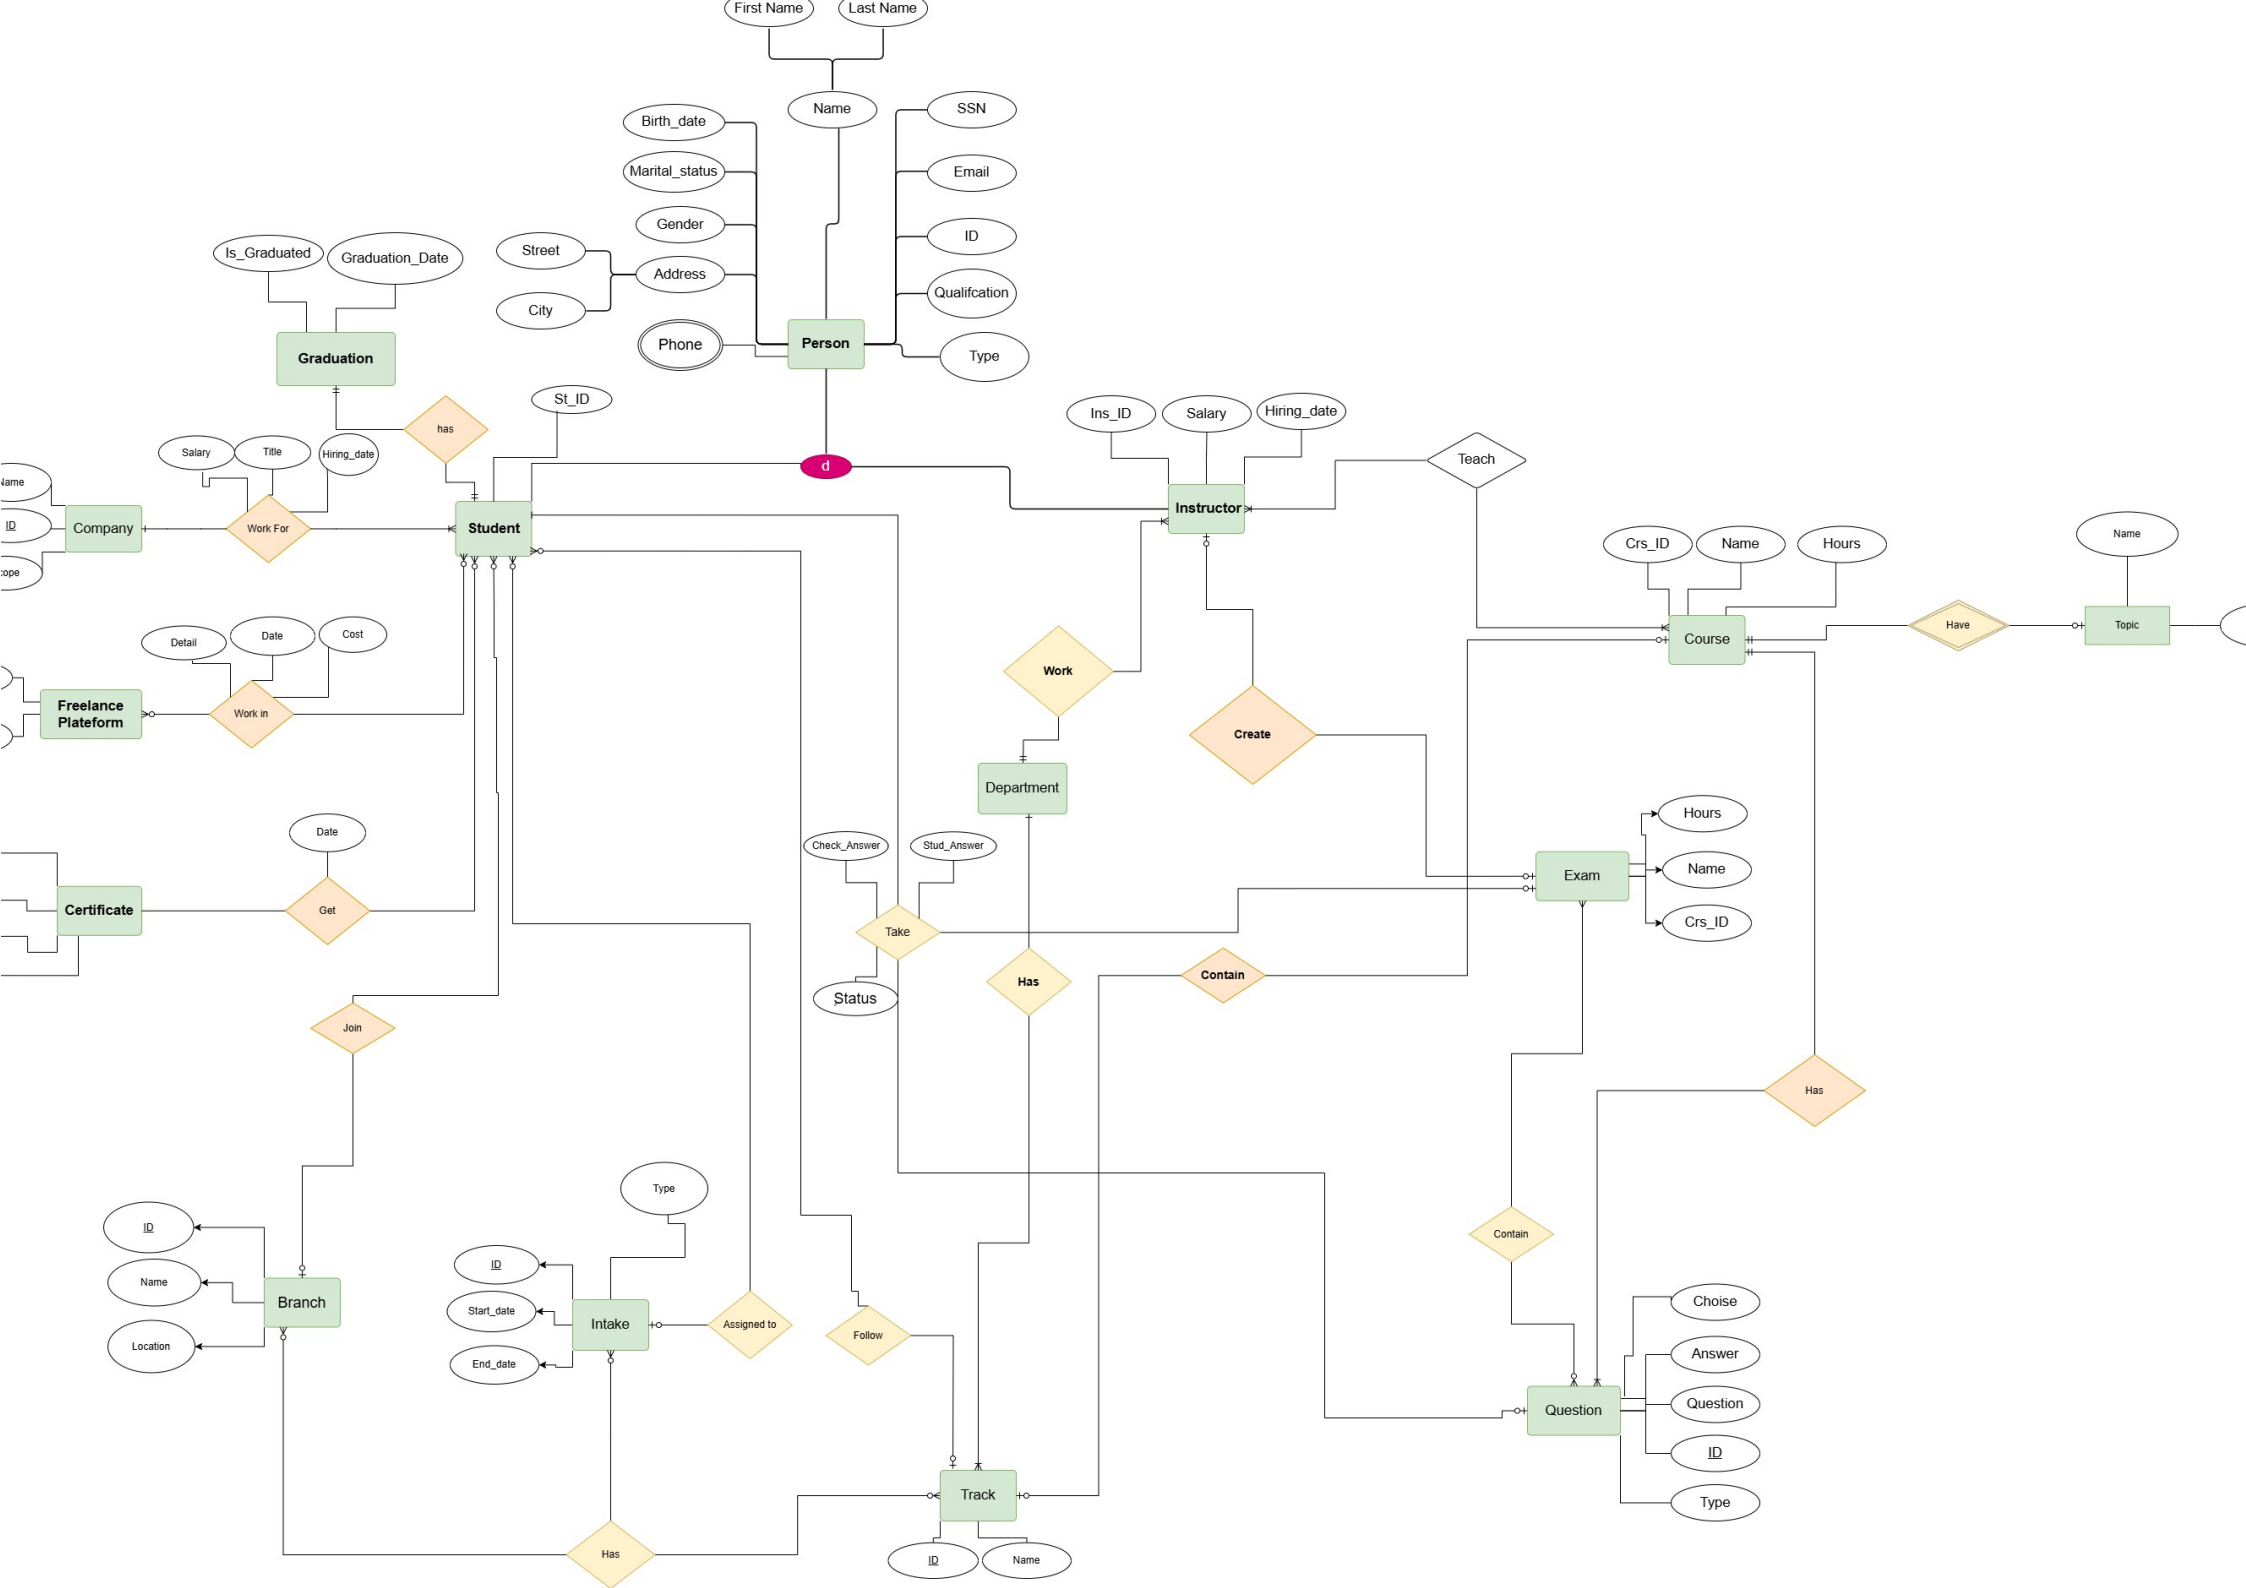 First Name
Last Name
Name
SSN
Birth_date
Email
Marital_status
Gender
ID
Street
Address
Qualifcation
City
Phone
Person
Type
Is_Graduated
Graduation_Date
Graduation
has
St_ID
d
Ins_ID
Salary
Hiring_date
Teach
Salary
Title
Hiring_date
Name
ID
Company
Work For
Student
Instructor
Crs_ID
Name
Hours
Name
Course
Have
Topic
Detail
Date
Cost
Freelance
Plateform
Work in
Work
Create
Department
Hours
Date
Check_Answer
Stud_Answer
Exam
Name
Certificate
Get
Take
Crs_ID
Status
Has
Contain
Join
Has
Type
ID
Name
Location
Branch
ID
Start_date
End_date
Intake
Assigned to
Follow
Contain
Choise
Answer
Question
Question
ID
Type
Track
ID
Name
Has